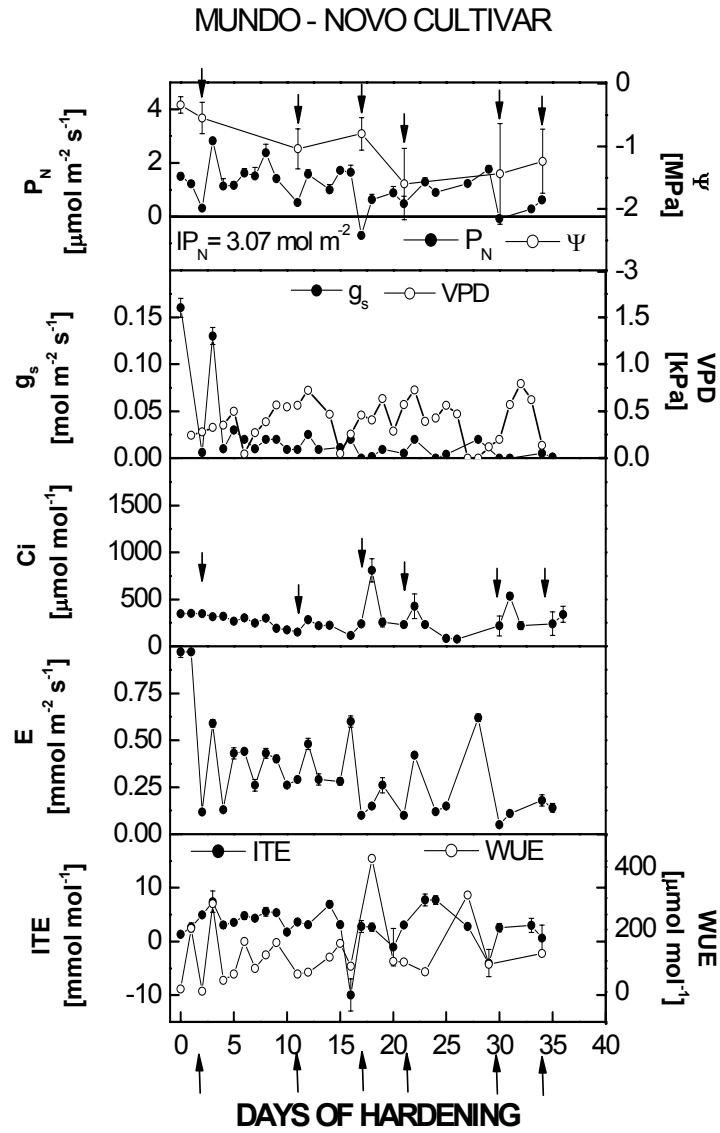 MUNDO - NOVO CULTIVAR
P_N
[μmol m⁻² s⁻¹]
4
2
0
0
-1
-2
-3
Ψ
[MPa]
IP_N= 3.07 mol m⁻² P_N Ψ
g_s VPD
g_s
[mol m⁻² s⁻¹]
0.15
0.10
0.05
0.00
1.5
1.0
0.5
0.0
VPD
[kPa]
Ci
[μmol mol⁻¹]
1500
1000
500
0
E
[mmol m⁻² s⁻¹]
0.75
0.50
0.25
0.00
ITE WUE
ITE
[mmol mol⁻¹]
10
0
-10
400
200
0
WUE
[μmol mol⁻¹]
0 5 10 15 20 25 30 35 40
DAYS OF HARDENING